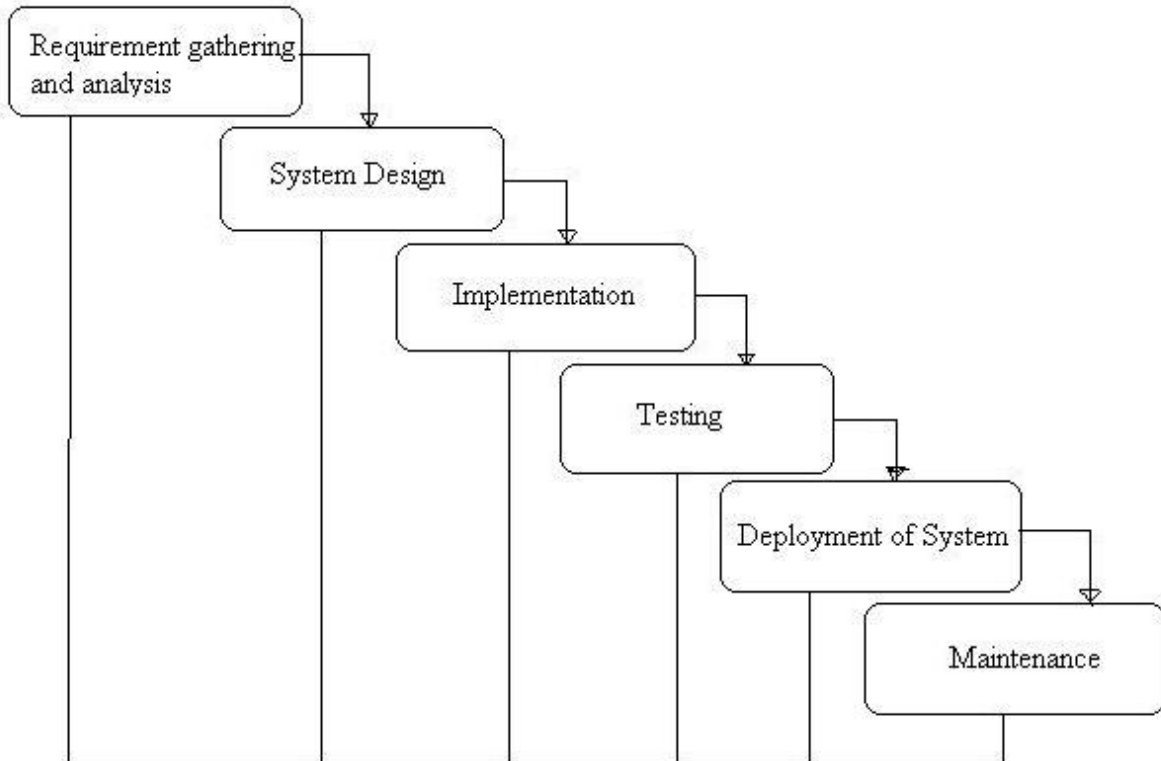 Requirement gathering
and analysis
System Design
Implementation
Testing
Deployment of System
Maintenance